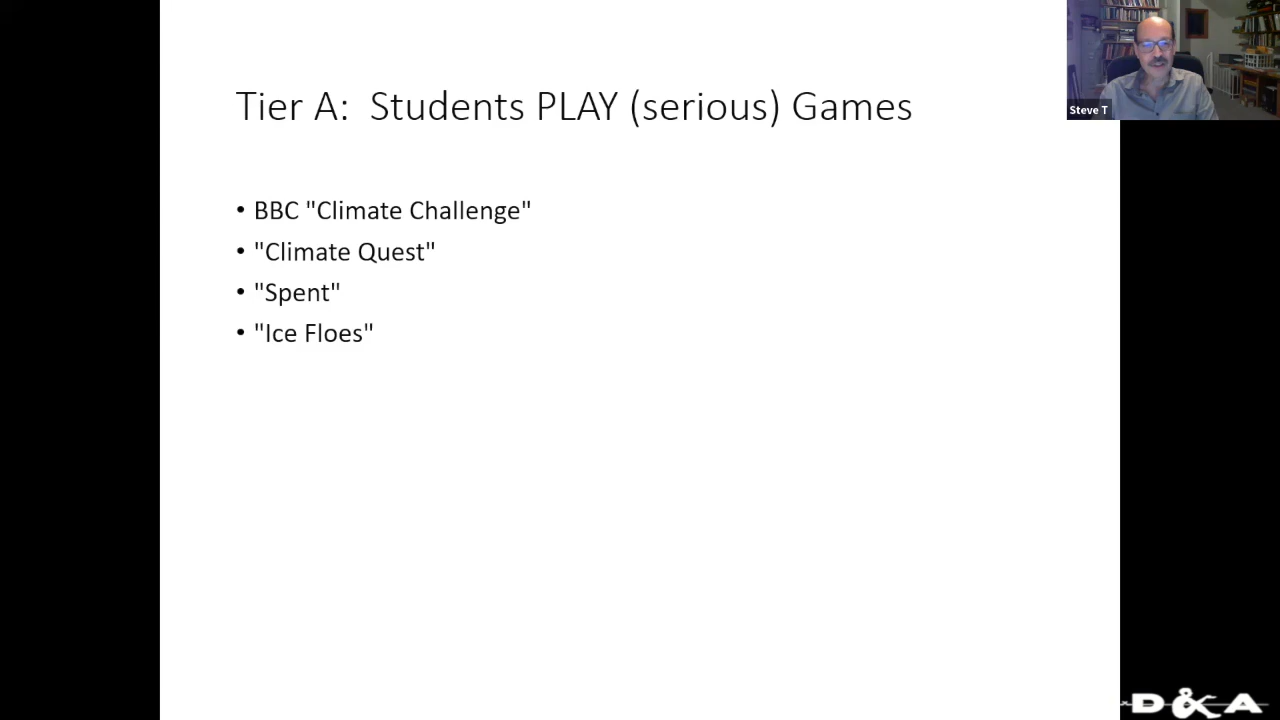 Tier A: Students PLAY (serious) Games
Steve T
• BBC "Climate Challenge"
• "Climate Quest"
• "Spent"
• "Ice Floes"
D&A